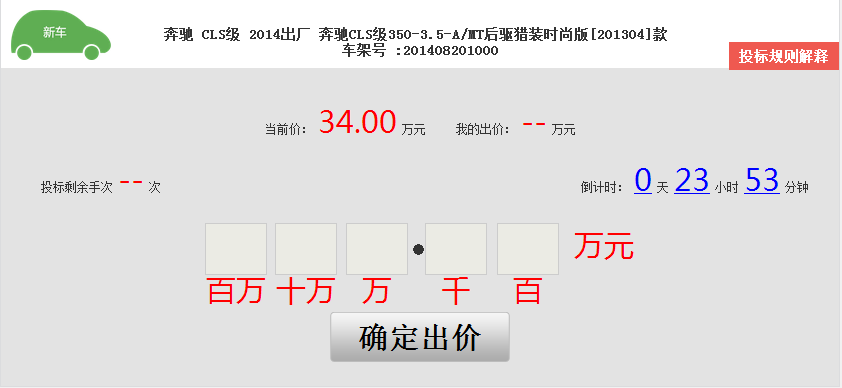 新车
奔驰 CLS级 2014出厂 奔驰CLS级350-3.5-A/MT后驱猎装时尚版[201304]款
车架号 :201408201000
投标规则解释
当前价： 34.00 万元 我的出价： -- 万元
投标剩余手次 -- 次 倒计时： 0 天 23 小时 53 分钟
万元
百万 十万 万 千 百
确定出价